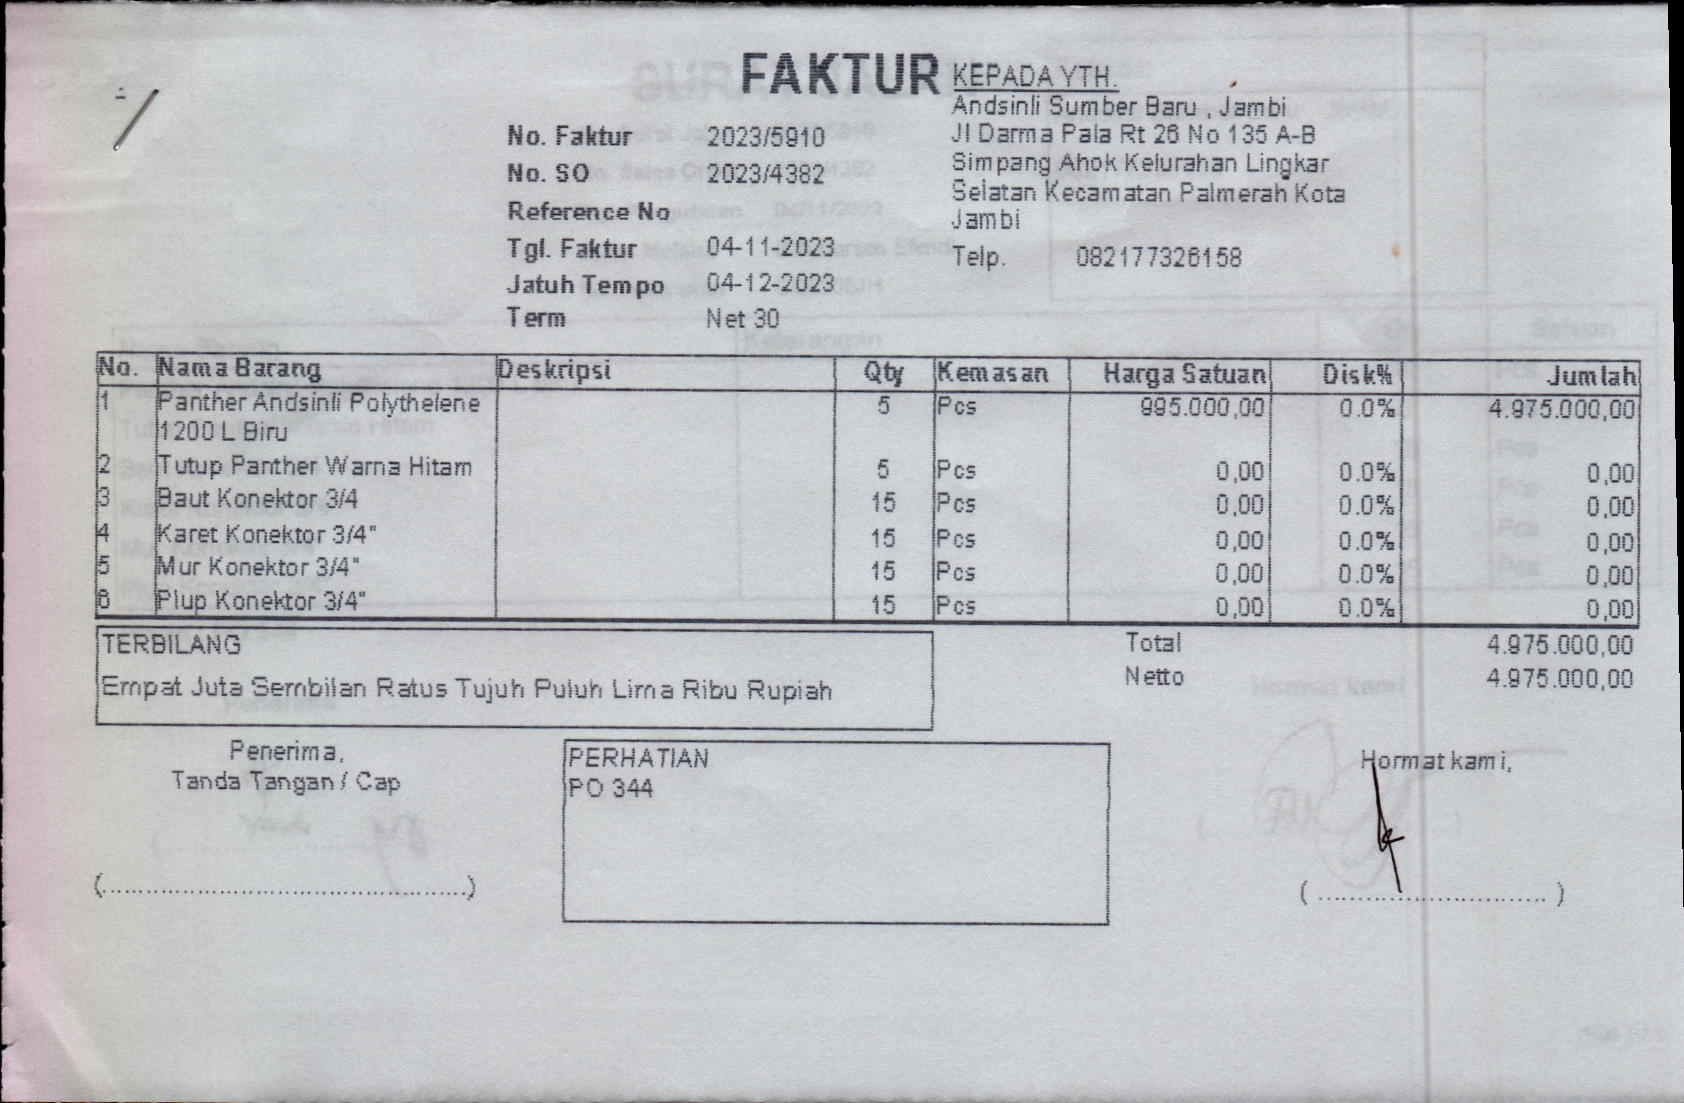 FAKTUR
KEPADA YTH.
Andsinli Sumber Baru , Jambi
Jl Darma Pala Rt 26 No 135 A-B
Simpang Ahok Kelurahan Lingkar
Selatan Kecamatan Palmerah Kota
Jambi
Telp. 082177326158
No. Faktur 2023/5910
No. SO 2023/4382
Reference No
Tgl. Faktur 04-11-2023
Jatuh Tempo 04-12-2023
Term Net 30
No. Nama Barang Deskripsi Qty Kemasan Harga Satuan Disk% Jumlah
1 Panther Andsinli Polythelene 5 Pcs 995.000,00 0.0% 4.975.000,00
1200 L Biru
2 Tutup Panther Warna Hitam 5 Pcs 0,00 0.0% 0,00
3 Baut Konektor 3/4 15 Pcs 0,00 0.0% 0,00
4 Karet Konektor 3/4" 15 Pcs 0,00 0.0% 0,00
5 Mur Konektor 3/4" 15 Pcs 0,00 0.0% 0,00
6 Plup Konektor 3/4" 15 Pcs 0,00 0.0% 0,00
TERBILANG
Empat Juta Sembilan Ratus Tujuh Puluh Lima Ribu Rupiah
Total 4.975.000,00
Netto 4.975.000,00
Penerima,
Tanda Tangan / Cap
(............................................)
PERHATIAN
PO 344
Hormat kami,
( ............................ )